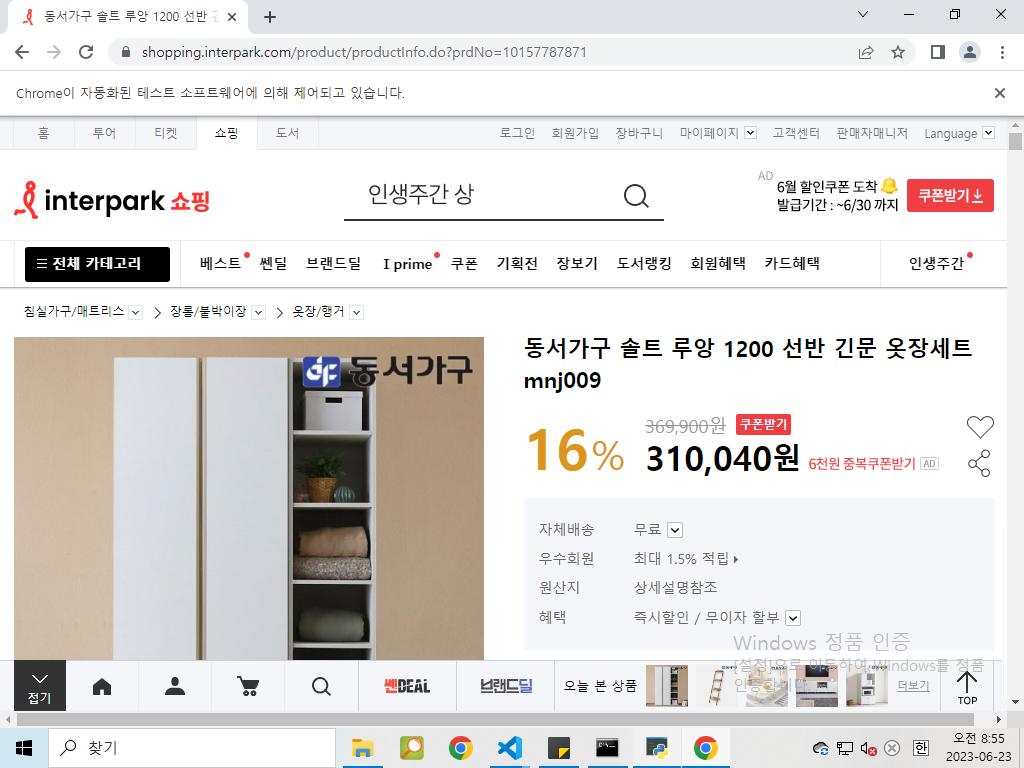 동서가구 솔트 루앙 1200 선반 긴
shopping.interpark.com/product/productInfo.do?prdNo=10157787871
Chrome이 자동화된 테스트 소프트웨어에 의해 제어되고 있습니다.
홈 투어 티켓 쇼핑 도서 로그인 회원가입 장바구니 마이페이지 고객센터 판매자매니저 Language
interpark 쇼핑
인생주간 상
AD
6월 할인쿠폰 도착
발급기간 : ~6/30 까지
쿠폰받기
전체 카테고리 베스트 쎈딜 브랜드딜 I prime 쿠폰 기획전 장보기 도서랭킹 회원혜택 카드혜택 인생주간
침실가구/매트리스 장롱/붙박이장 옷장/행거
동서가구
동서가구 솔트 루앙 1200 선반 긴문 옷장세트
mnj009
16%
369,900원 쿠폰받기
310,040원 6천원 중복쿠폰받기 AD
자체배송 무료
우수회원 최대 1.5% 적립
원산지 상세설명참조
혜택 즉시할인 / 무이자 할부
Windows 정품 인증
[설정]으로 이동하여 Windows를 정품
인증합니다.
접기
쎈DEAL
브랜드딜
오늘 본 상품
더보기
TOP
찾기
한
오전 8:55
2023-06-23